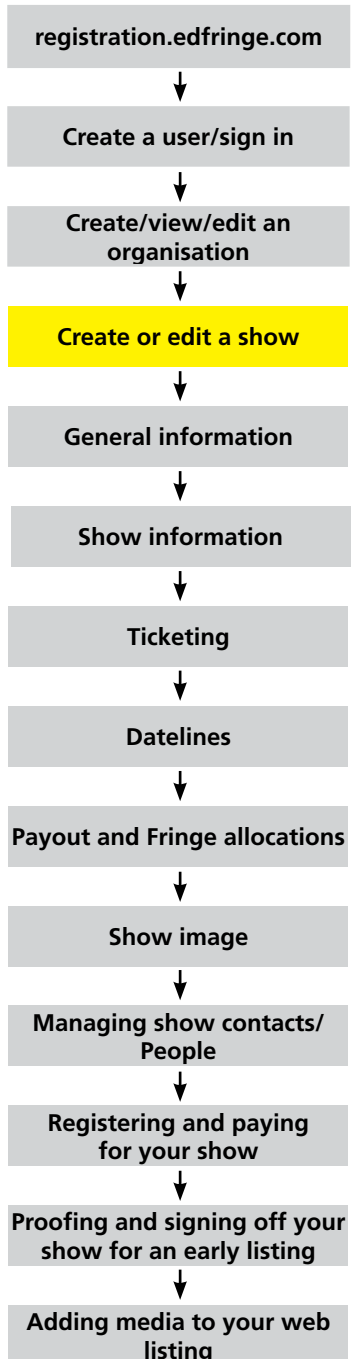 registration.edfringe.com
Create a user/sign in
Create/view/edit an
organisation
Create or edit a show
General information
Show information
Ticketing
Datelines
Payout and Fringe allocations
Show image
Managing show contacts/
People
Registering and paying
for your show
Proofing and signing off your
show for an early listing
Adding media to your web
listing